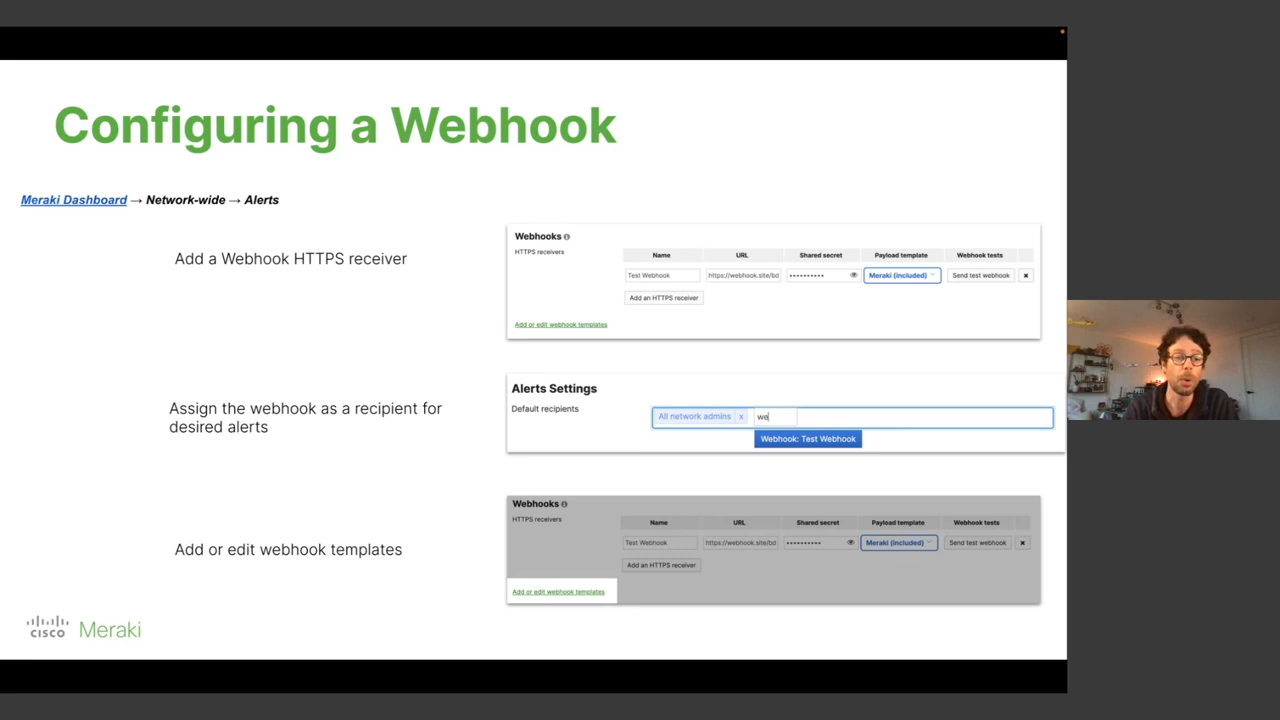 Configuring a Webhook
Meraki Dashboard → Network-wide → Alerts
Add a Webhook HTTPS receiver
Webhooks
HTTPS receivers
Name URL Shared secret Payload template Webhook tests
Test Webhook https://webhook.site/bd •••••••••• Meraki (included) Send test webhook ×
Add an HTTPS receiver
Add or edit webhook templates
Assign the webhook as a recipient for
desired alerts
Alerts Settings
Default recipients
All network admins x we
Webhook: Test Webhook
Add or edit webhook templates
Webhooks
HTTPS receivers
Name URL Shared secret Payload template Webhook tests
Test Webhook https://webhook.site/bd •••••••••• Meraki (included) Send test webhook ×
Add an HTTPS receiver
Add or edit webhook templates
CISCO Meraki